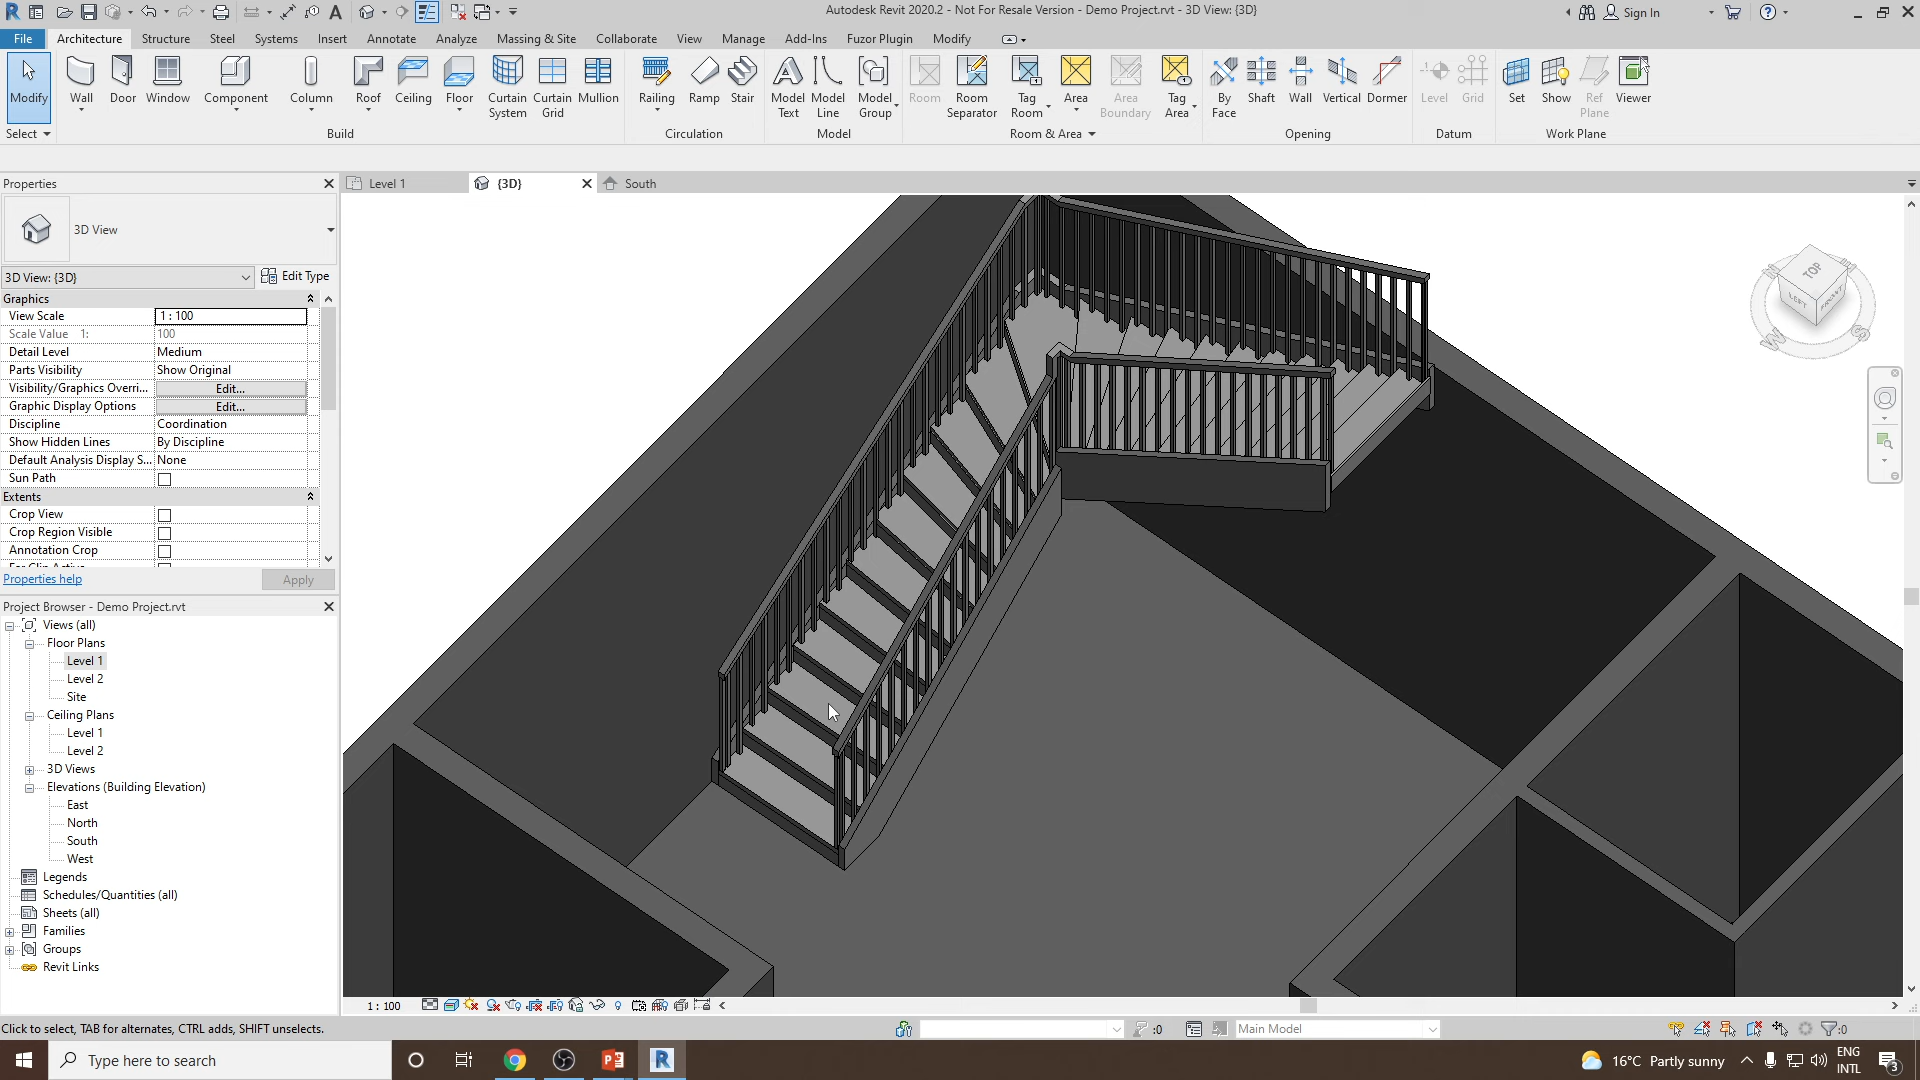 Autodesk Revit 2020.2 - Not For Resale Version - Demo Project.rvt - 3D View: {3D}
Sign In
File Architecture Structure Steel Systems Insert Annotate Analyze Massing & Site Collaborate View Manage Add-Ins Fuzor Plugin Modify
Modify Wall Door Window Component Column Roof Ceiling Floor Curtain System Curtain Grid Mullion Railing Ramp Stair Model Text Model Line Model Group Room Room Separator Tag Room Area Area Boundary Tag Area By Face Shaft Wall Vertical Dormer Level Grid Set Show Ref Plane Viewer
Select Build Circulation Model Room & Area Opening Datum Work Plane
Properties
Level 1 {3D} South
3D View
3D View: {3D} Edit Type
Graphics
View Scale 1 : 100
Scale Value 1: 100
Detail Level Medium
Parts Visibility Show Original
Visibility/Graphics Overri... Edit...
Graphic Display Options Edit...
Discipline Coordination
Show Hidden Lines By Discipline
Default Analysis Display S... None
Sun Path
Extents
Crop View
Crop Region Visible
Annotation Crop
Properties help Apply
Project Browser - Demo Project.rvt
Views (all)
Floor Plans
Level 1
Level 2
Site
Ceiling Plans
Level 1
Level 2
3D Views
Elevations (Building Elevation)
East
North
South
West
Legends
Schedules/Quantities (all)
Sheets (all)
Families
Groups
Revit Links
TOP
LEFT FRONT
W S
1 : 100
Click to select, TAB for alternates, CTRL adds, SHIFT unselects.
:0 Main Model :0
Type here to search
16°C Partly sunny
ENG
INTL
3